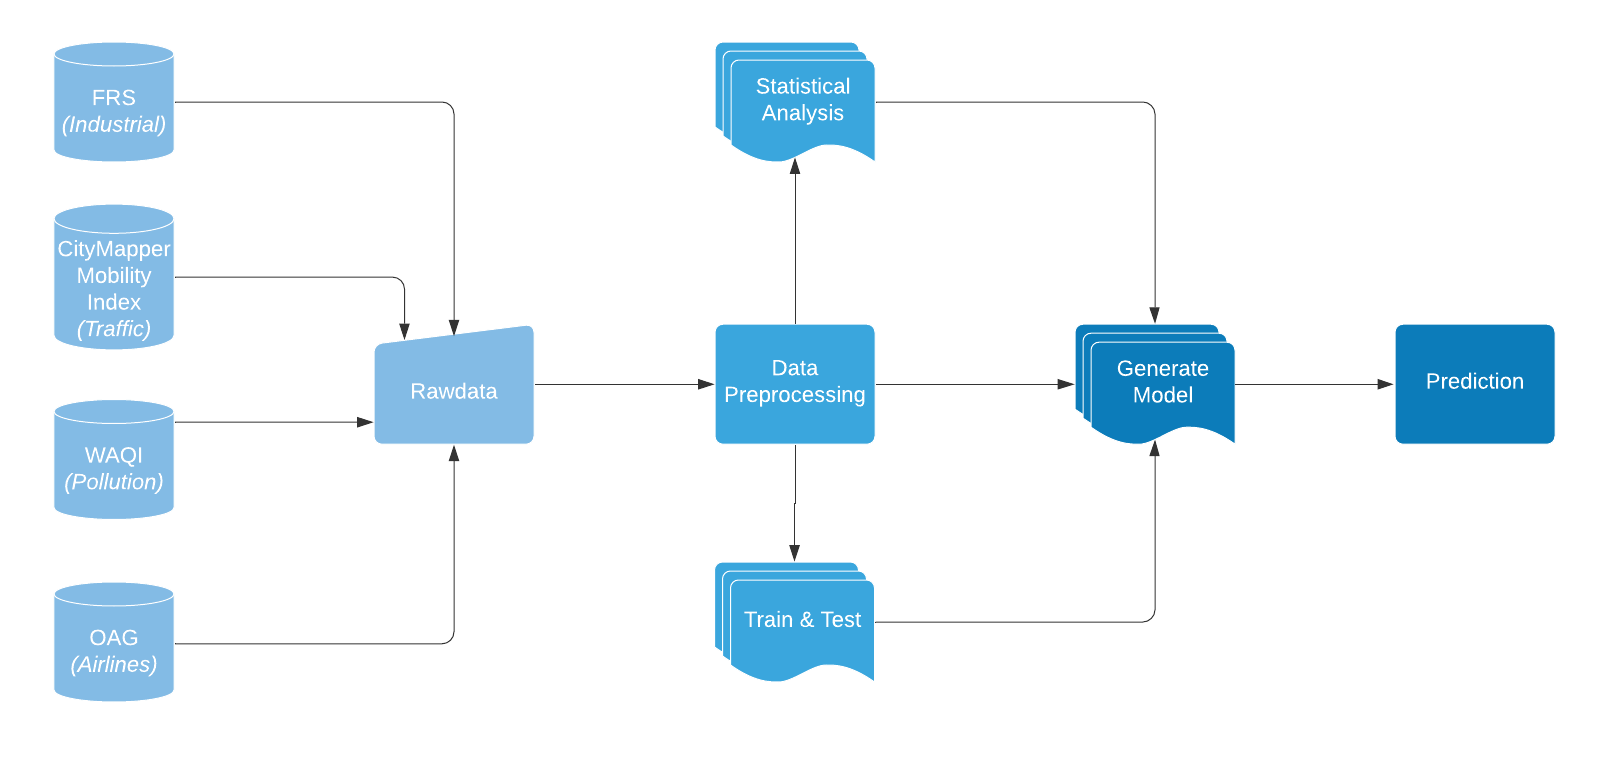 FRS
(Industrial)
CityMapper
Mobility
Index
(Traffic)
WAQI
(Pollution)
OAG
(Airlines)
Rawdata
Statistical
Analysis
Data
Preprocessing
Train & Test
Generate
Model
Prediction